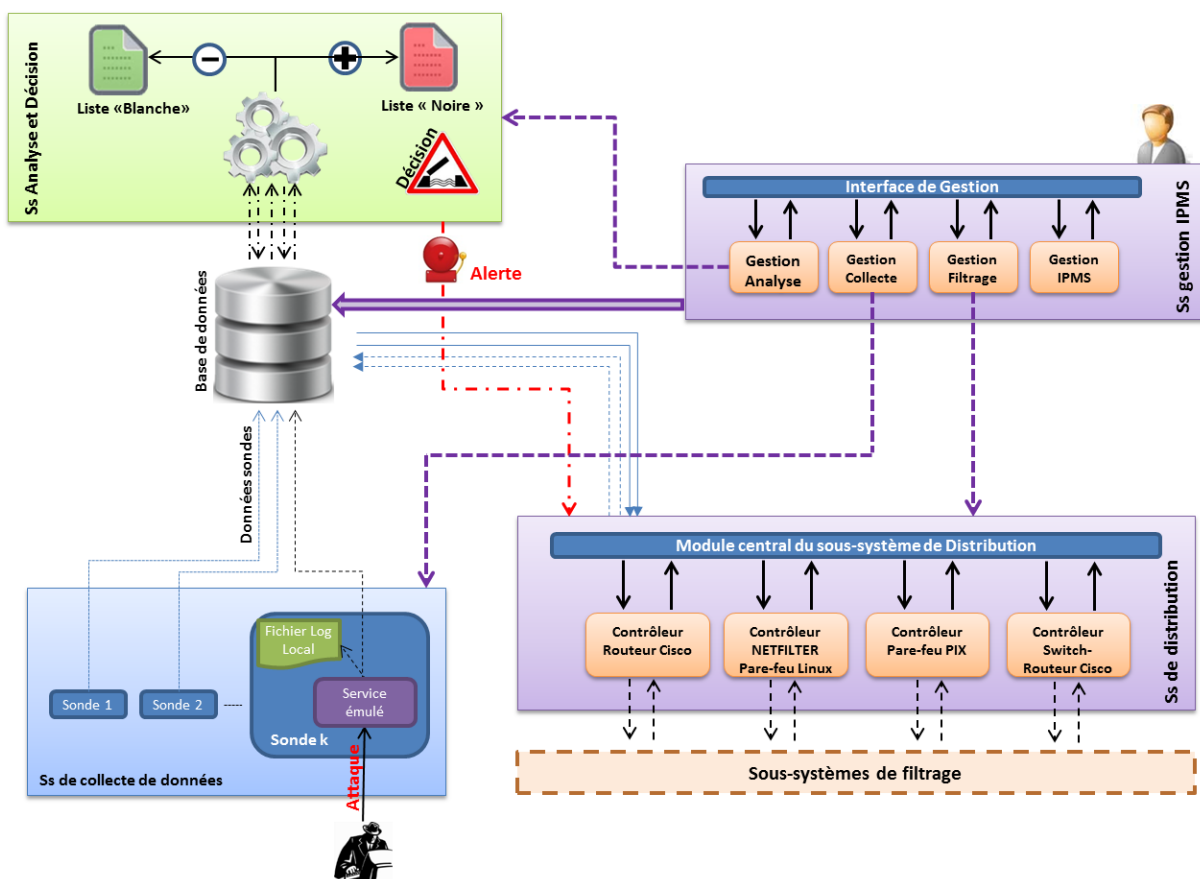 Ss Analyse et Décision
Liste «Blanche»
Liste « Noire »
Décision
Alerte
Base de données
Interface de Gestion
Gestion
Analyse
Gestion
Collecte
Gestion
Filtrage
Gestion
IPMS
Ss gestion IPMS
Données sondes
Module central du sous-système de Distribution
Contrôleur
Routeur Cisco
Contrôleur
NETFILTER
Pare-feu Linux
Contrôleur
Pare-feu PIX
Contrôleur
Switch-
Routeur Cisco
Ss de distribution
Sous-systèmes de filtrage
Sonde 1
Sonde 2
Fichier Log
Local
Service
émulé
Sonde k
Ss de collecte de données
Attaque